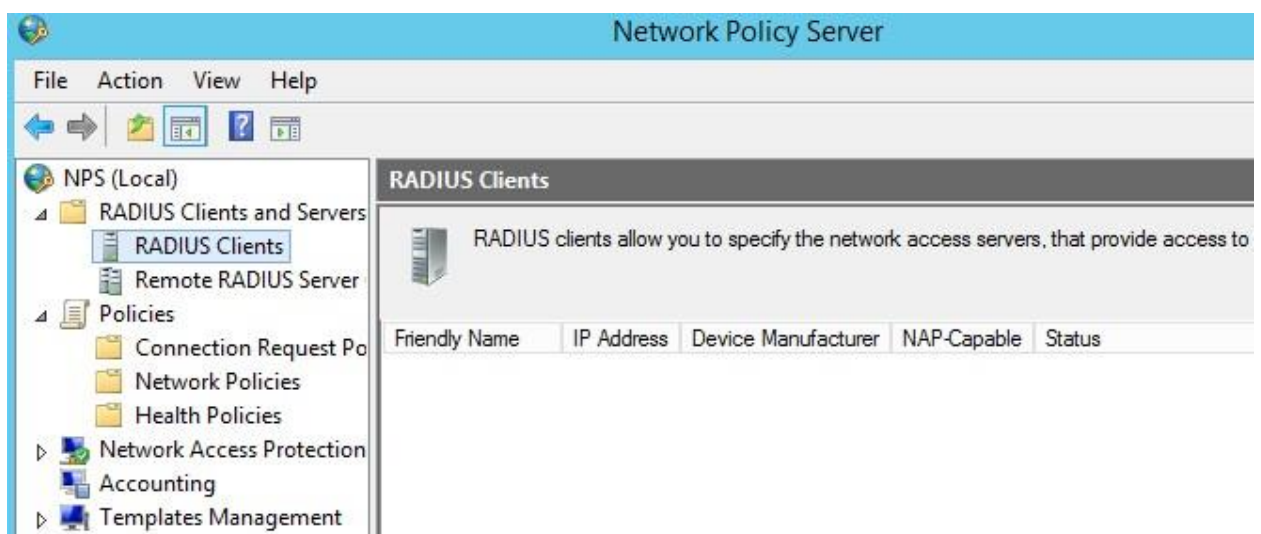 Network Policy Server
File Action View Help
NPS (Local)
RADIUS Clients and Servers
RADIUS Clients
Remote RADIUS Server
Policies
Connection Request Po
Network Policies
Health Policies
Network Access Protection
Accounting
Templates Management
RADIUS Clients
RADIUS clients allow you to specify the network access servers, that provide access to
Friendly Name IP Address Device Manufacturer NAP-Capable Status